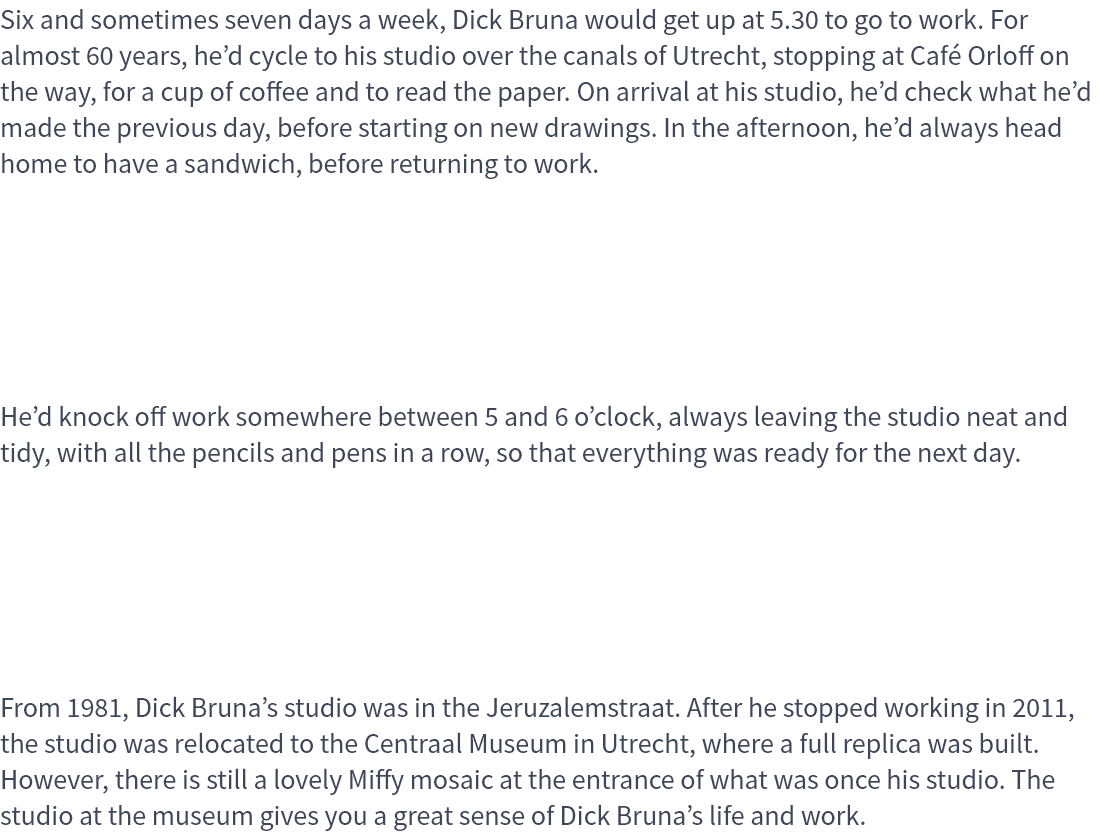 Six and sometimes seven days a week, Dick Bruna would get up at 5.30 to go to work. For
almost 60 years, he’d cycle to his studio over the canals of Utrecht, stopping at Café Orloff on
the way, for a cup of coffee and to read the paper. On arrival at his studio, he’d check what he’d
made the previous day, before starting on new drawings. In the afternoon, he’d always head
home to have a sandwich, before returning to work.
He’d knock off work somewhere between 5 and 6 o’clock, always leaving the studio neat and
tidy, with all the pencils and pens in a row, so that everything was ready for the next day.
From 1981, Dick Bruna’s studio was in the Jeruzalemstraat. After he stopped working in 2011,
the studio was relocated to the Centraal Museum in Utrecht, where a full replica was built.
However, there is still a lovely Miffy mosaic at the entrance of what was once his studio. The
studio at the museum gives you a great sense of Dick Bruna’s life and work.